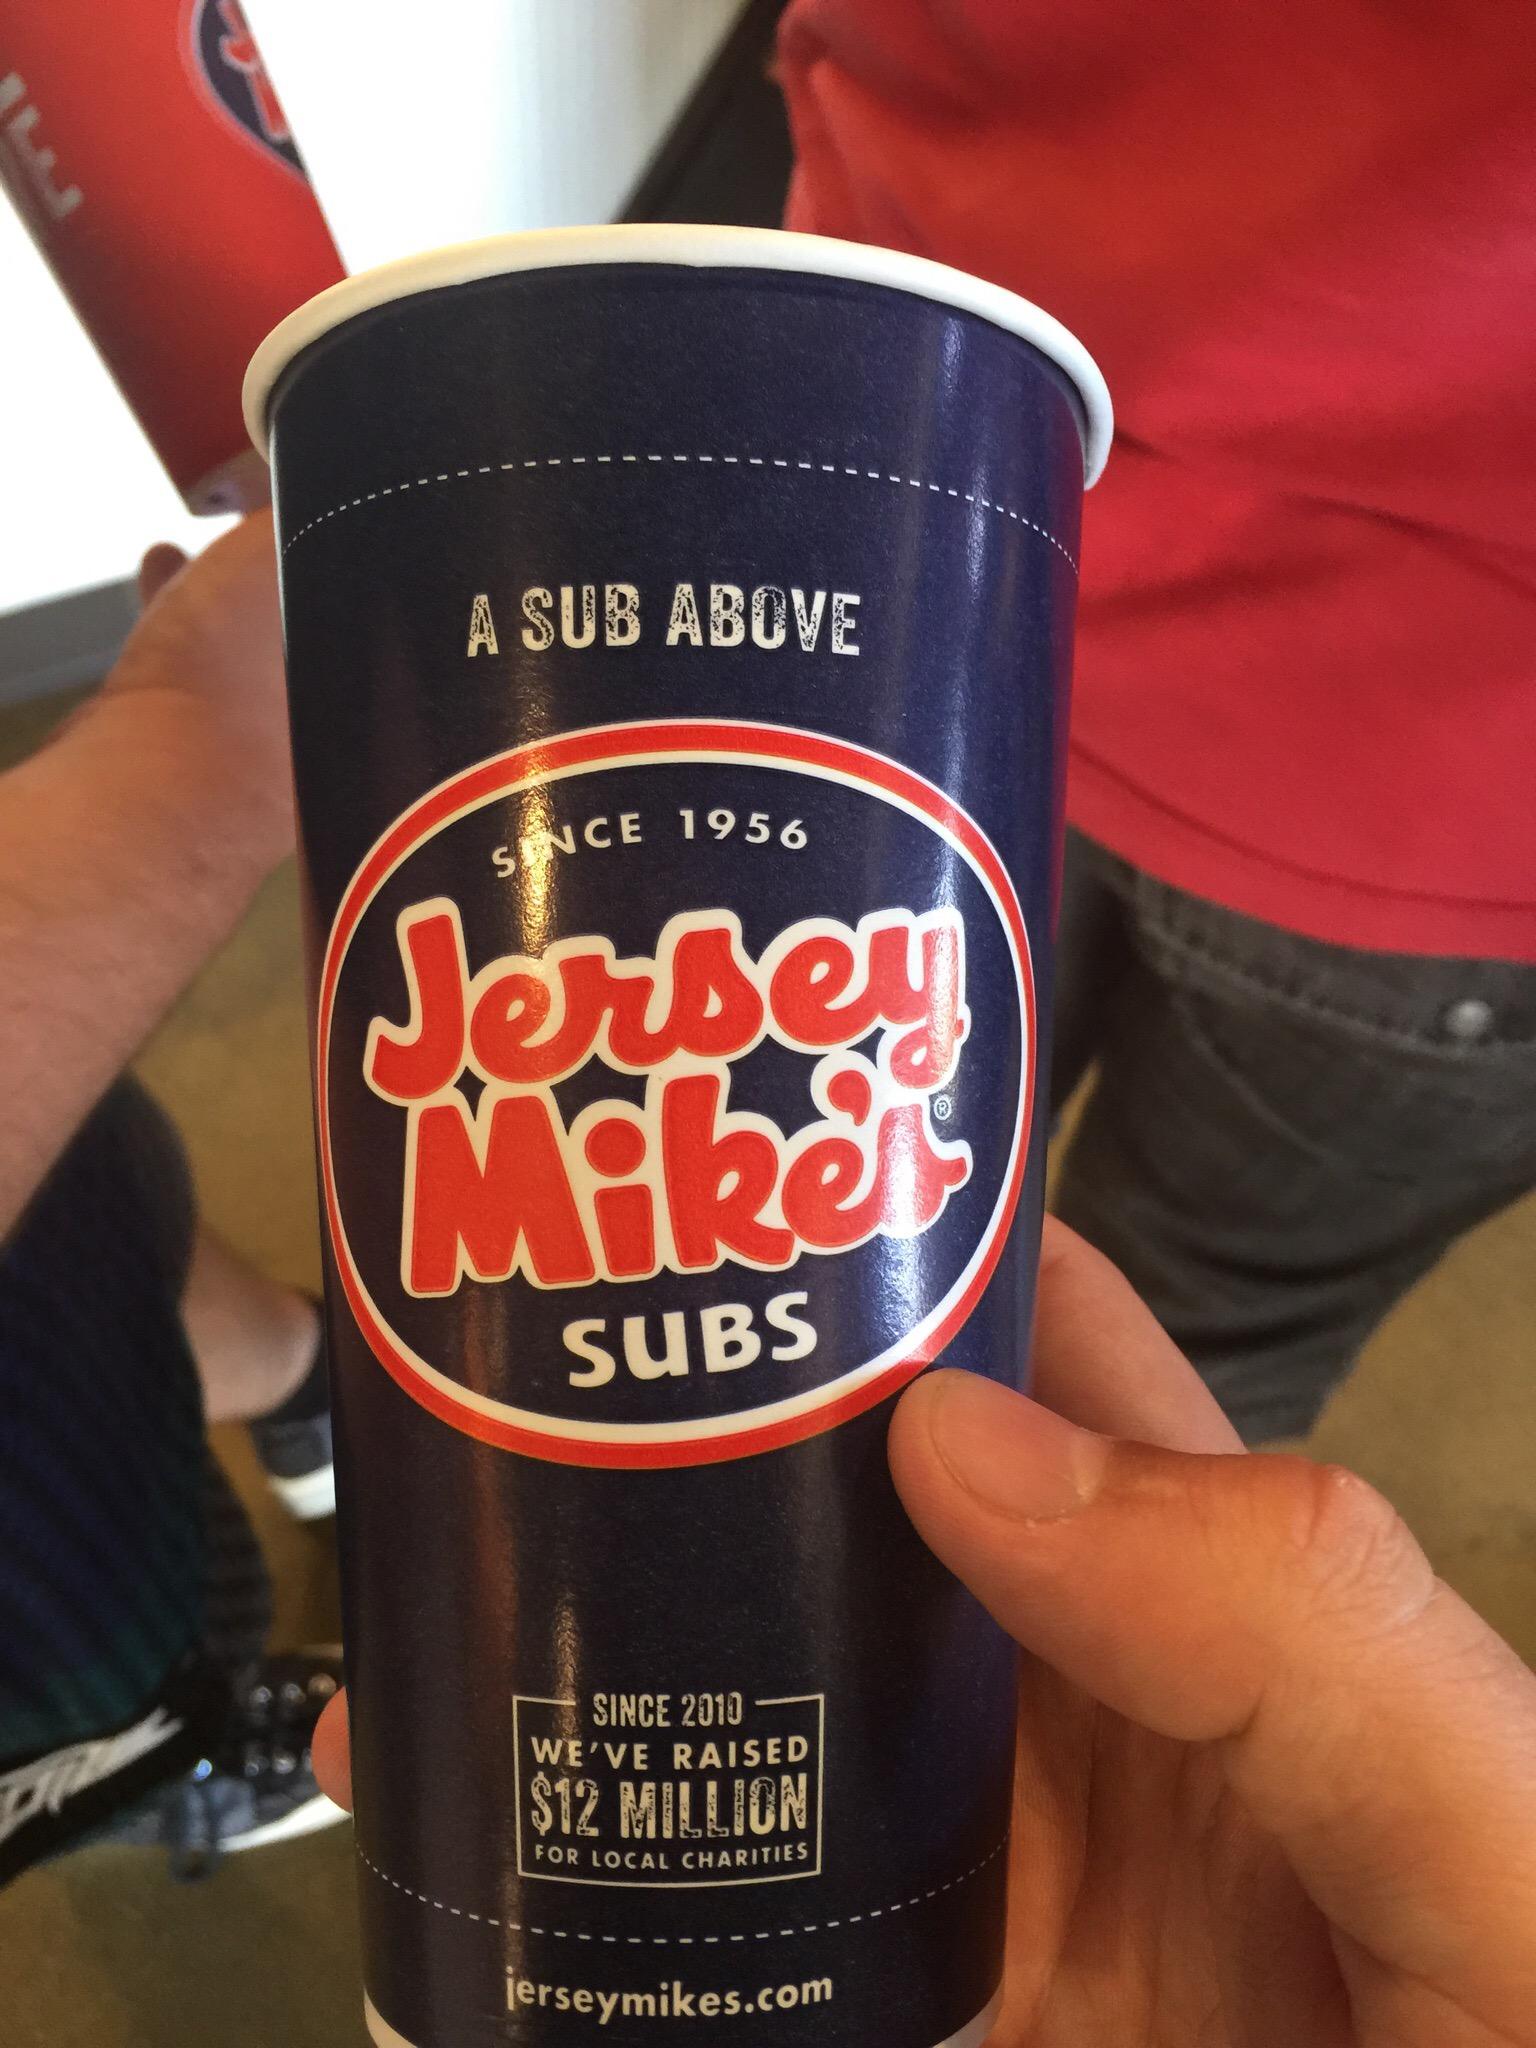 A SUB ABOVE
SINCE 1956
Jersey
Mike's®
SUBS
SINCE 2010
WE'VE RAISED
$12 MILLION
FOR LOCAL CHARITIES
jerseymikes.com